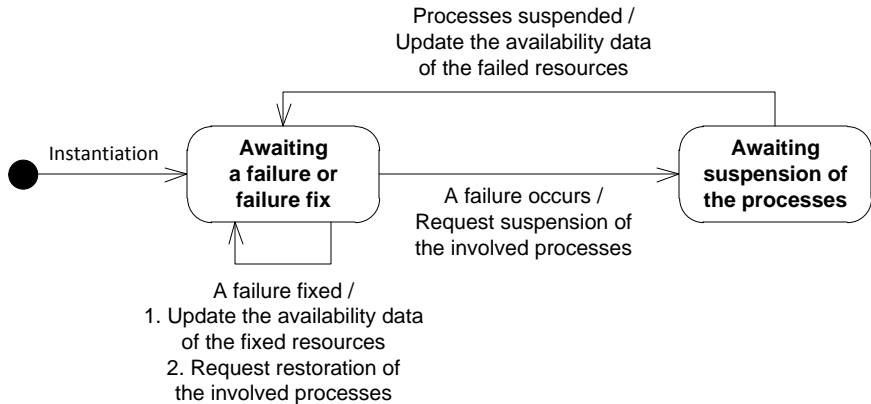 Processes suspended /
Update the availability data
of the failed resources
Instantiation
Awaiting
a failure or
failure fix
Awaiting
suspension of
the processes
A failure occurs /
Request suspension of
the involved processes
A failure fixed /
1. Update the availability data
of the fixed resources
2. Request restoration of
the involved processes